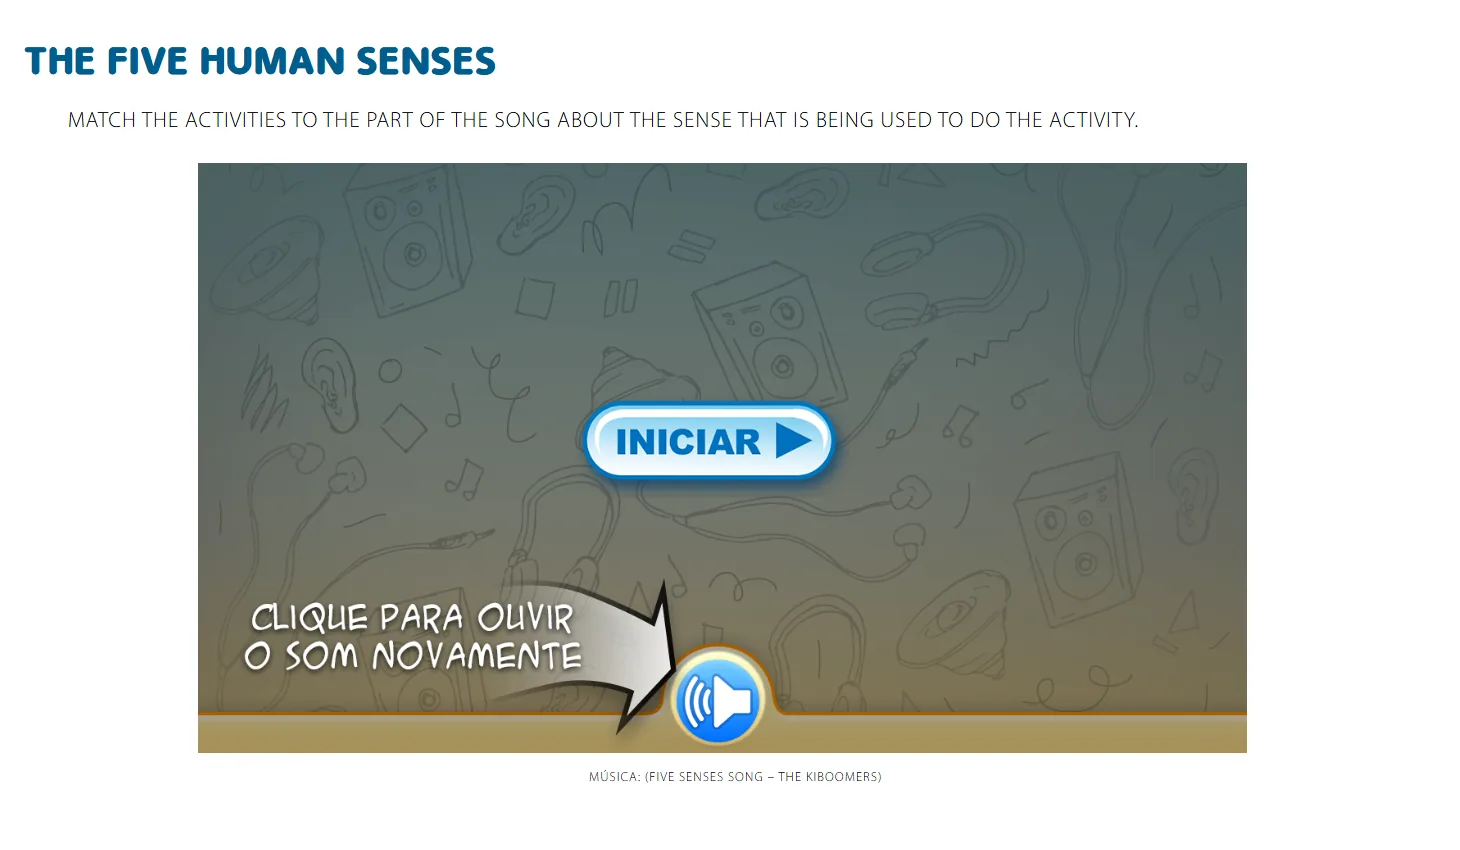 THE FIVE HUMAN SENSES
MATCH THE ACTIVITIES TO THE PART OF THE SONG ABOUT THE SENSE THAT IS BEING USED TO DO THE ACTIVITY.
INICIAR
CLIQUE PARA OUVIR
O SOM NOVAMENTE
MÚSICA: (FIVE SENSES SONG – THE KIBOOMERS)